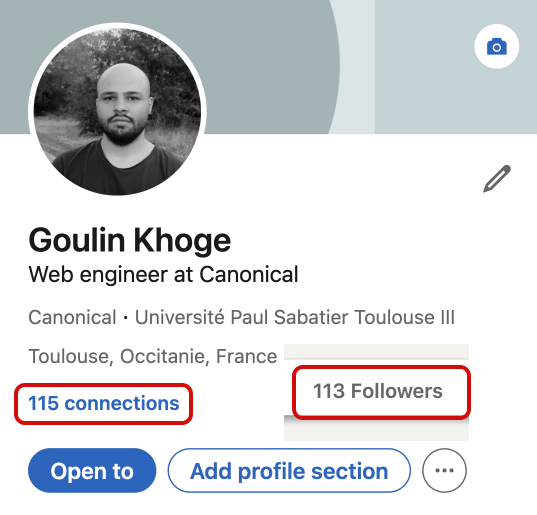 Goulin Khoge
Web engineer at Canonical
Canonical • Université Paul Sabatier Toulouse III
Toulouse, Occitanie, France
115 connections
113 Followers
Open to
Add profile section